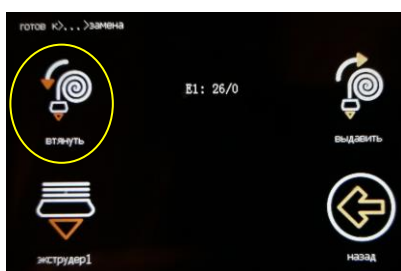 готов к>...>замена
E1: 26/0
втянуть
выдавить
экструдер1
назад